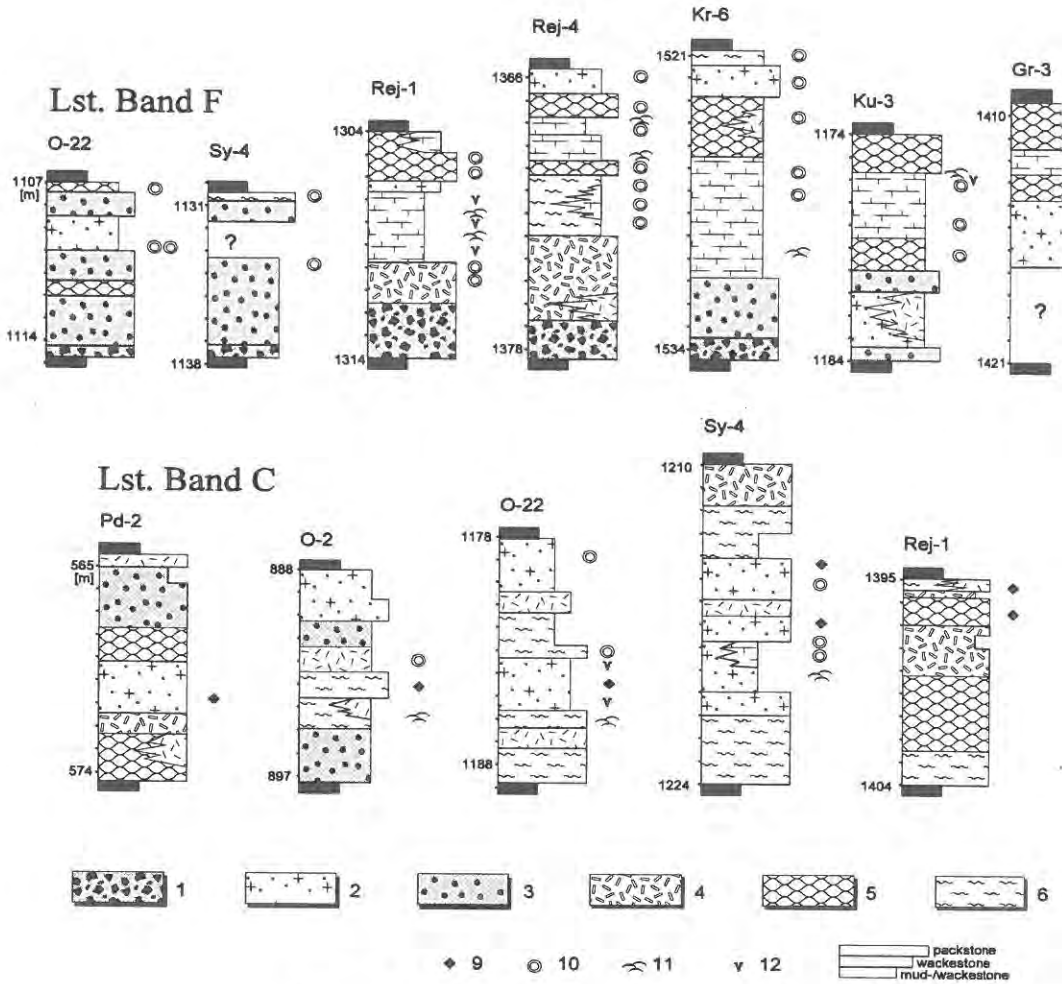 Lst. Band F
O-22
1107
[m]
1114
Sy-4
1131
?
1138
Rej-1
1304
1314
Rej-4
1366
1378
Kr-6
1521
1534
Ku-3
1174
1184
Gr-3
1410
?
1421
Lst. Band C
Pd-2
565
[m]
574
O-2
888
897
O-22
1178
1188
Sy-4
1210
1224
Rej-1
1395
1404
1
2
3
4
5
6
9
10
11
12
packstone
wackestone
mud-/wackestone